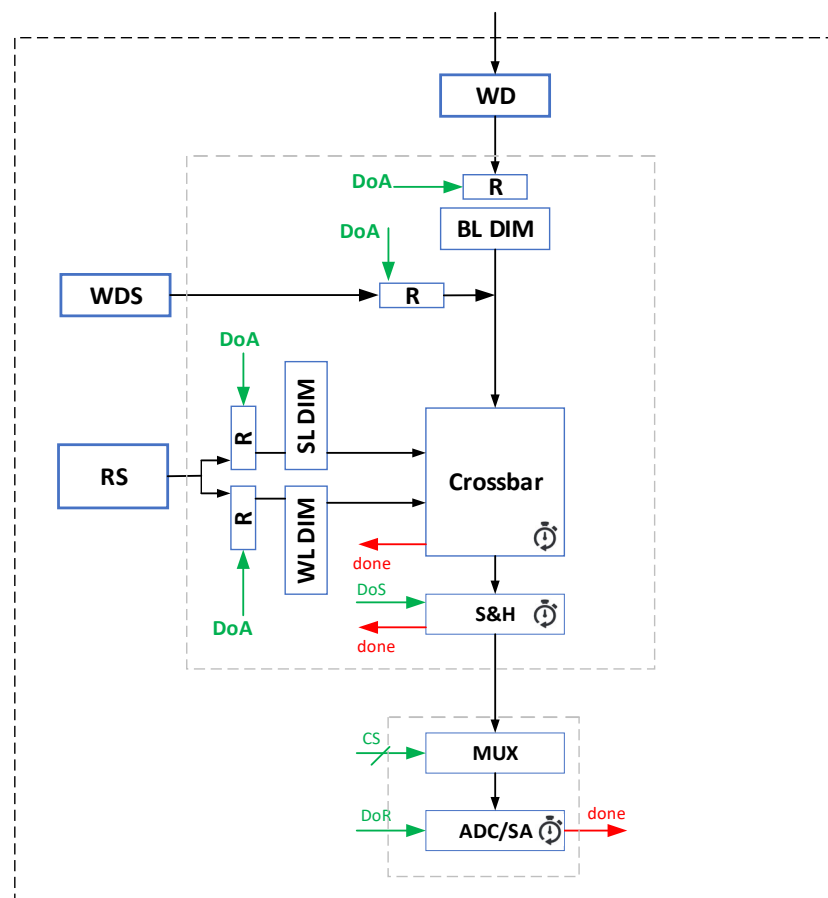 WD
DoA
R
BL DIM
DoA
WDS
R
DoA
SL DIM
R
RS
Crossbar
R
WL DIM
done
DoS
DoA
S&H
done
CS
MUX
DoR
ADC/SA
done